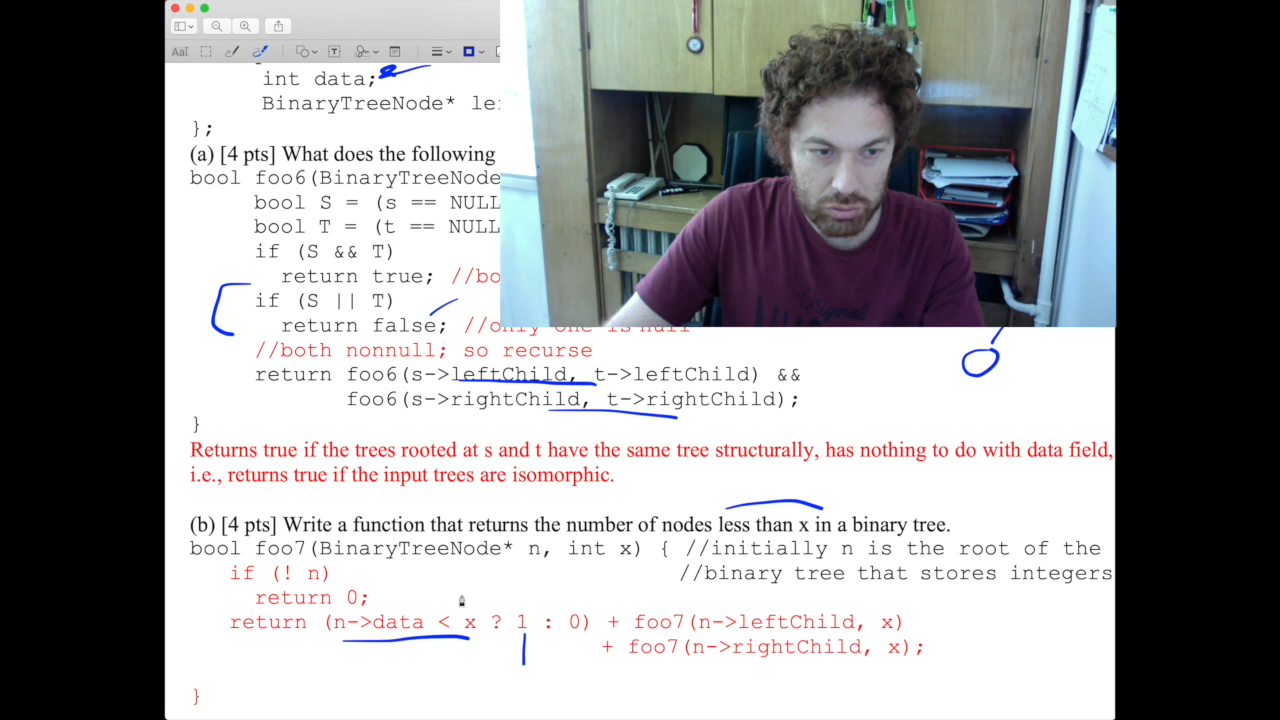 AaI
int data;
BinaryTreeNode* le
};
(a) [4 pts] What does the following
bool foo6(BinaryTreeNode
bool S = (s == NULL
bool T = (t == NULL
if (S && T)
return true; //bo
if (S || T)
return false; //only one is null
//both nonnull; so recurse
return foo6(s->leftChild, t->leftChild) &&
foo6(s->rightChild, t->rightChild);
}
Returns true if the trees rooted at s and t have the same tree structurally, has nothing to do with data field,
i.e., returns true if the input trees are isomorphic.
(b) [4 pts] Write a function that returns the number of nodes less than x in a binary tree.
bool foo7(BinaryTreeNode* n, int x) { //initially n is the root of the
if (! n) //binary tree that stores integers
return 0;
return (n->data < x ? 1 : 0) + foo7(n->leftChild, x)
+ foo7(n->rightChild, x);
}